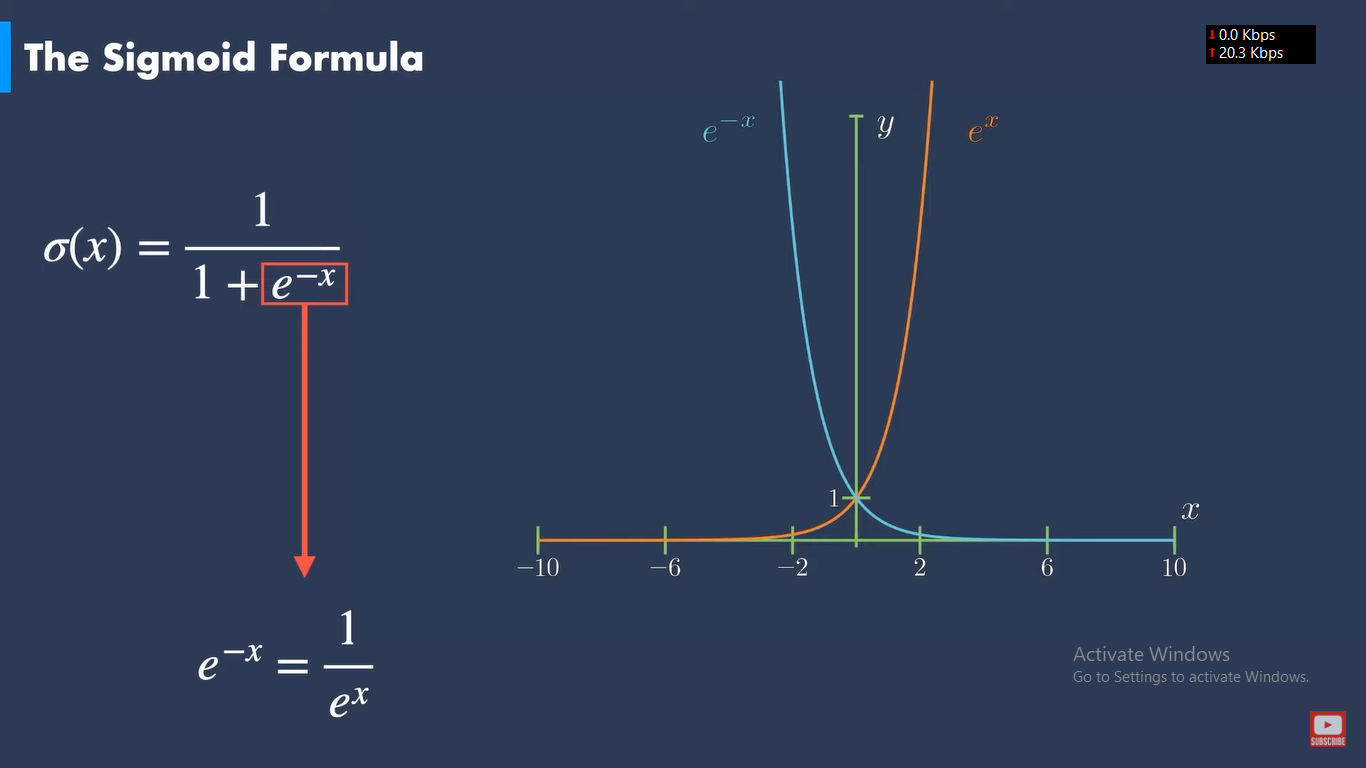 The Sigmoid Formula
↓ 0.0 Kbps
↑ 20.3 Kbps
e^{-x}
y
e^x
σ(x) = \frac{1}{1 + e^{-x}}
1
x
−10 −6 −2 2 6 10
e^{-x} = \frac{1}{e^x}
Activate Windows
Go to Settings to activate Windows.
SUBSCRIBE